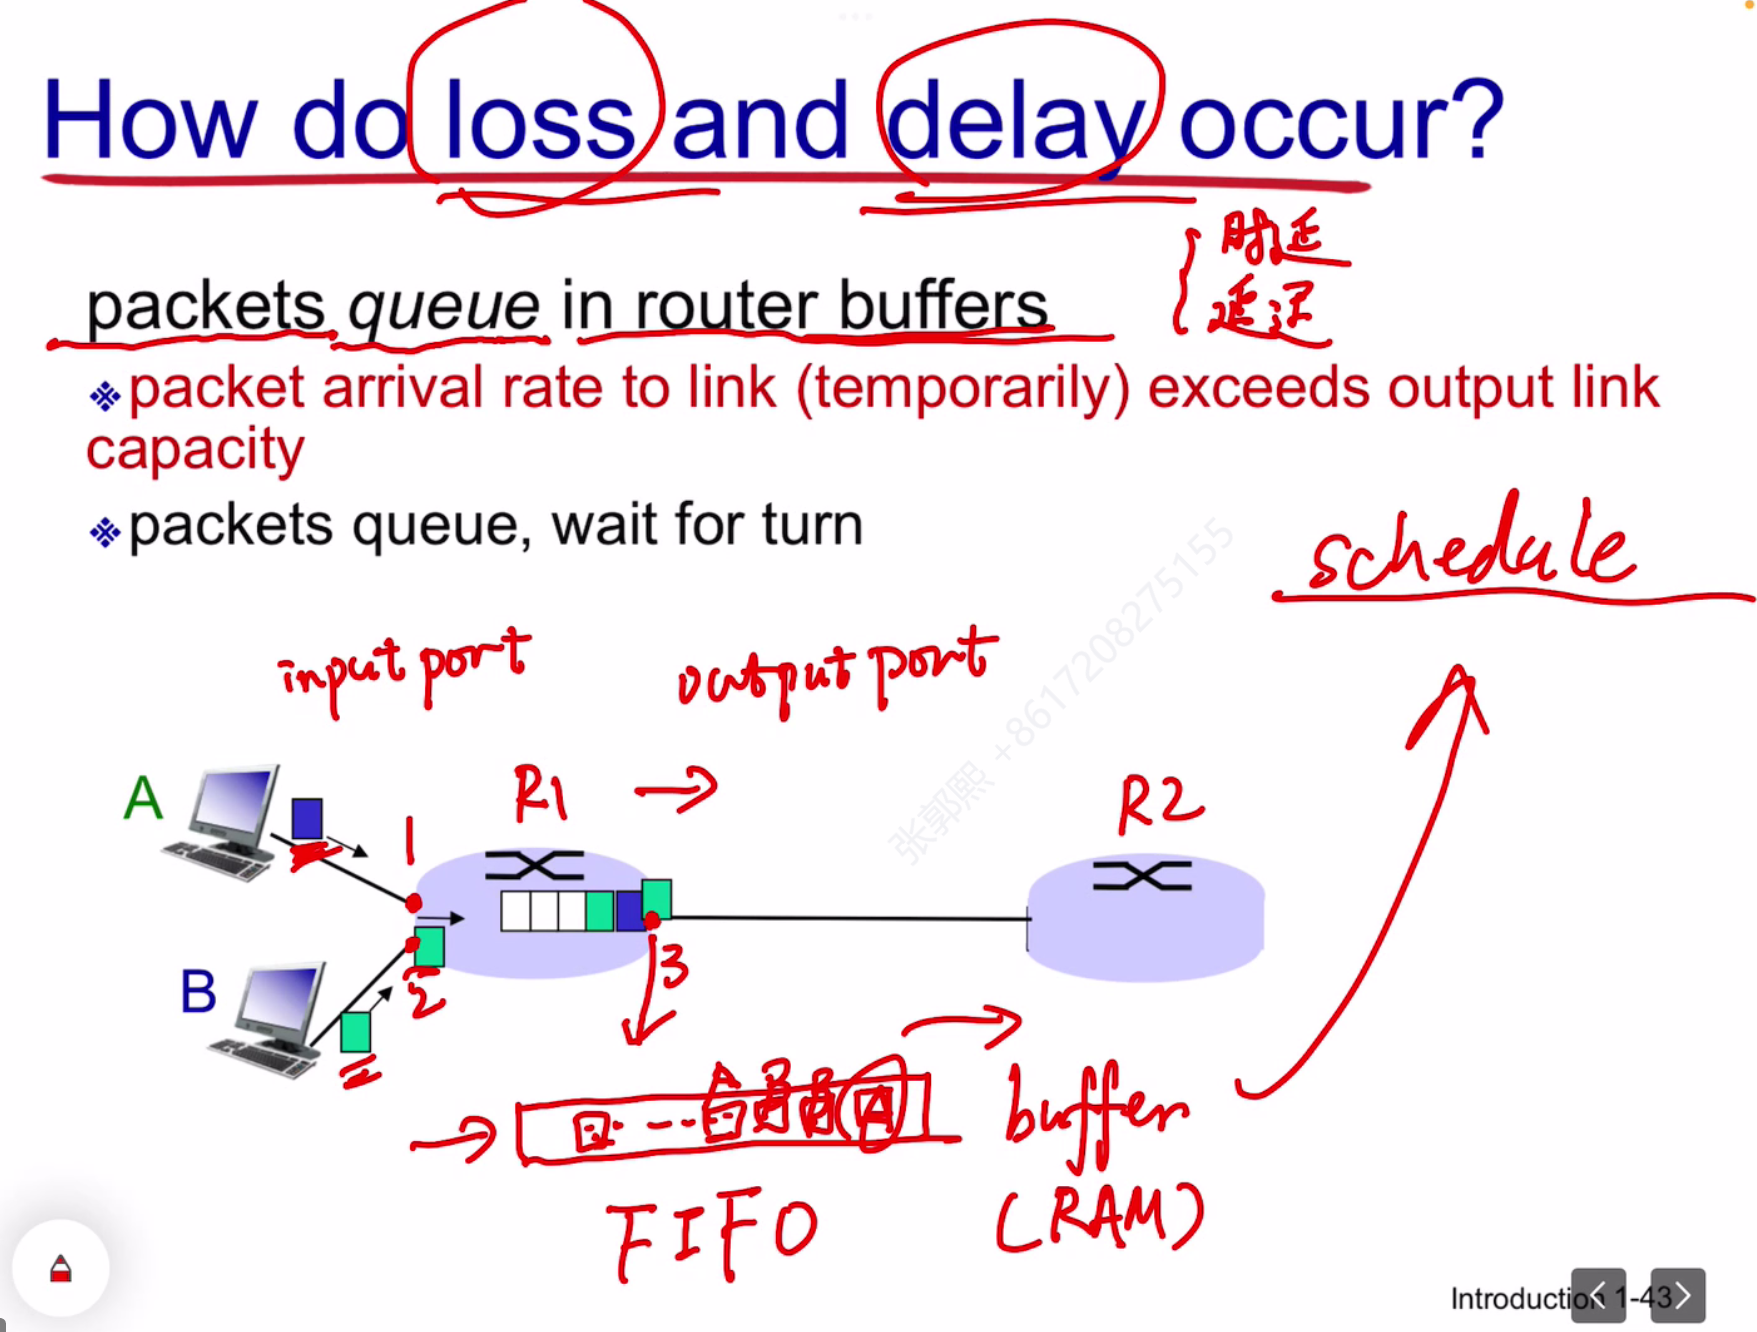 How do loss and delay occur?
时延
延迟
packets queue in router buffers
packet arrival rate to link (temporarily) exceeds output link
capacity
packets queue, wait for turn
schedule
input port
output port
张郭熙 +8617208275155
A
R1
R2
1
B
2
3
A B B A
buffer
(RAM)
FIFO
Introduction 1-43